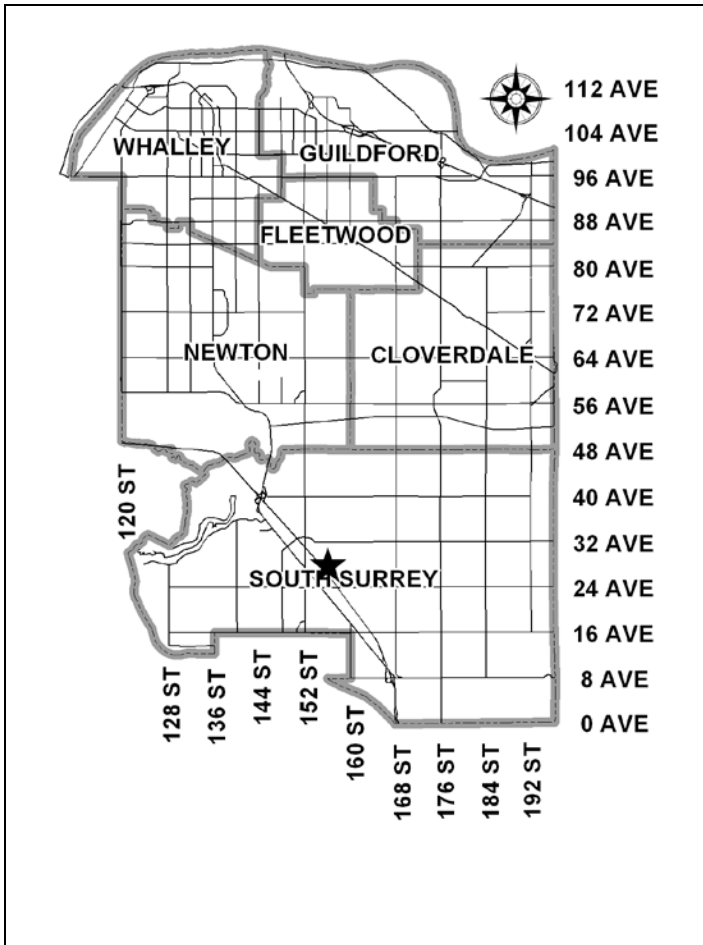 112 AVE
104 AVE
WHALLEY
GUILDFORD
96 AVE
88 AVE
FLEETWOOD
80 AVE
72 AVE
NEWTON
CLOVERDALE
64 AVE
56 AVE
48 AVE
120 ST
40 AVE
32 AVE
SOUTH SURREY
24 AVE
16 AVE
8 AVE
0 AVE
128 ST
136 ST
144 ST
152 ST
160 ST
168 ST
176 ST
184 ST
192 ST